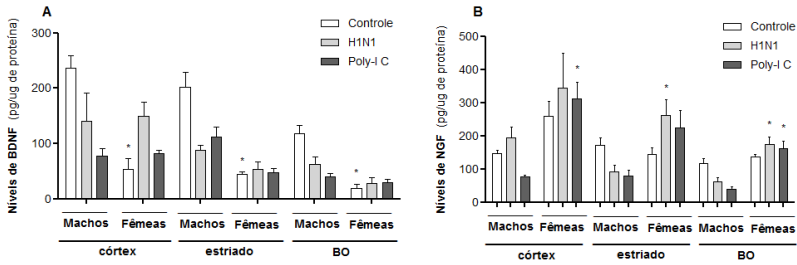 A
Controle
H1N1
Poly-I C
Níveis de BDNF (pg/ug de proteína)
300
200
100
0
*
*
*
Machos Fêmeas Machos Fêmeas Machos Fêmeas
córtex estriado BO
B
Controle
H1N1
Poly-I C
Níveis de NGF (pg/ug de proteína)
500
400
300
200
100
0
*
*
* *
Machos Fêmeas Machos Fêmeas Machos Fêmeas
córtex estriado BO